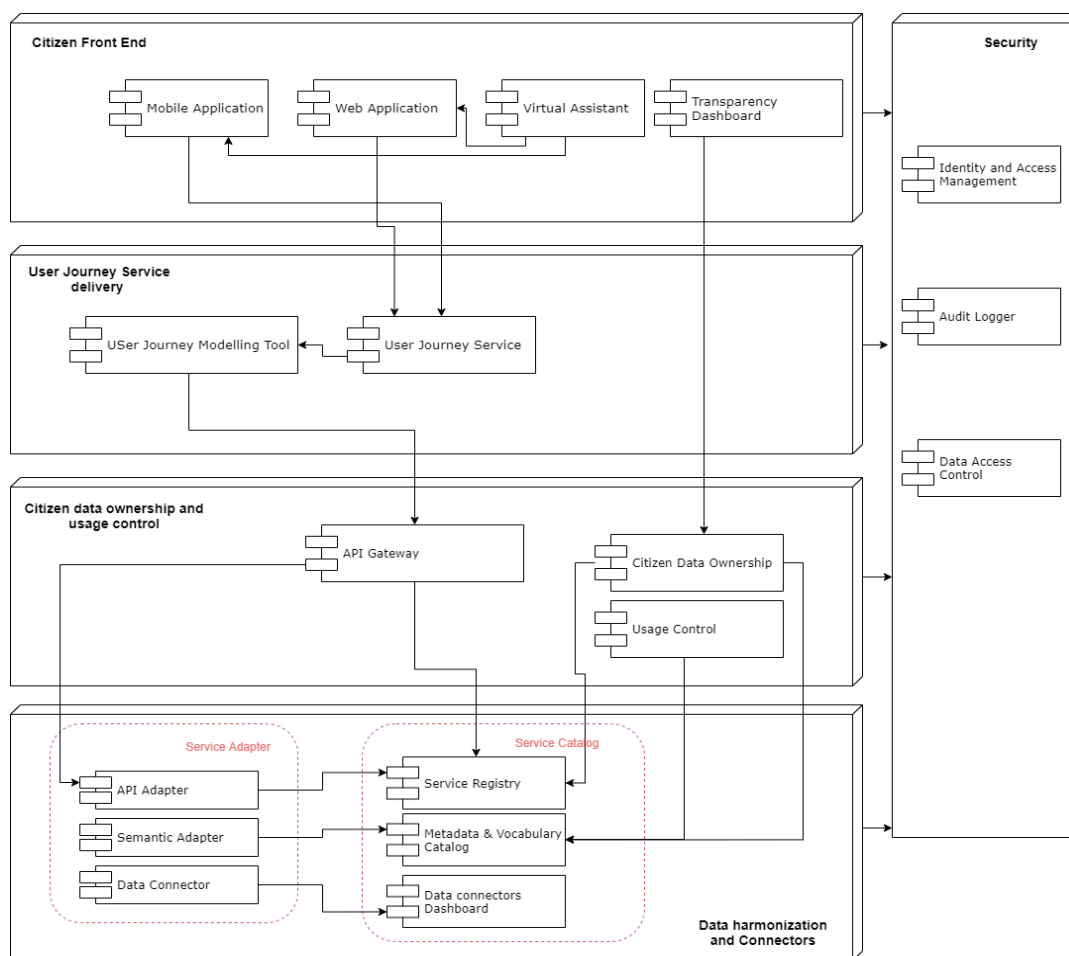 Citizen Front End
Security
Mobile Application
Web Application
Virtual Assistant
Transparency
Dashboard
Identity and Access
Management
User Journey Service
delivery
Audit Logger
USer Journey Modelling Tool
User Journey Service
Data Access
Control
Citizen data ownership and
usage control
API Gateway
Citizen Data Ownership
Usage Control
Service Adapter
Service Catalog
API Adapter
Service Registry
Semantic Adapter
Metadata & Vocabulary
Catalog
Data Connector
Data connectors
Dashboard
Data harmonization
and Connectors